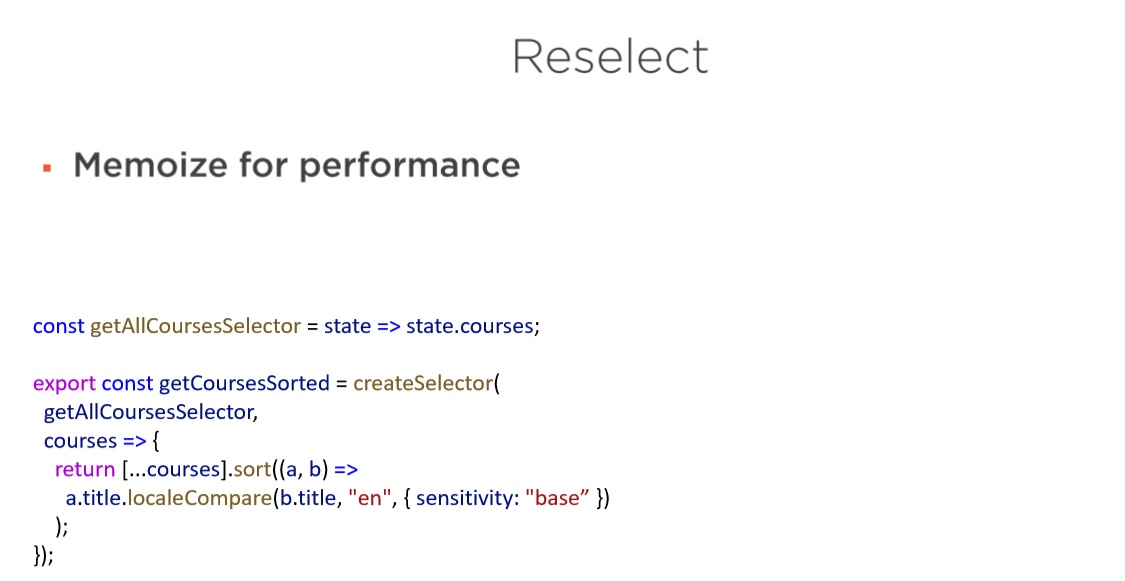 Reselect
▪ Memoize for performance
const getAllCoursesSelector = state => state.courses;
export const getCoursesSorted = createSelector(
  getAllCoursesSelector,
  courses => {
    return [...courses].sort((a, b) =>
      a.title.localeCompare(b.title, "en", { sensitivity: "base” })
    );
});